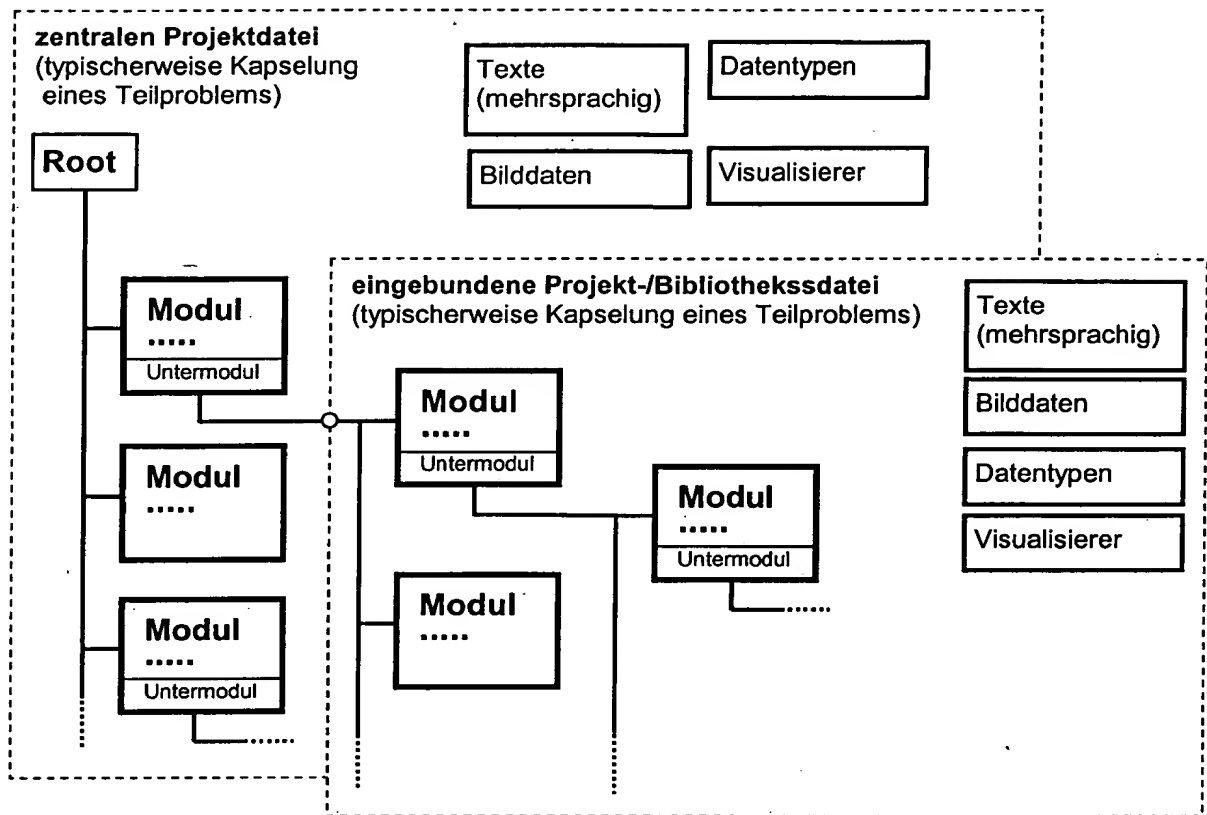 zentralen Projektdatei
(typischerweise Kapselung
eines Teilproblems)
Texte
(mehrsprachig)
Datentypen
Bilddaten
Visualisierer
Root
Modul
.....
Untermodul
Modul
.....
Modul
.....
Untermodul
eingebundene Projekt-/Bibliothekssdatei
(typischerweise Kapselung eines Teilproblems)
Texte
(mehrsprachig)
Bilddaten
Datentypen
Visualisierer
Modul
.....
Untermodul
Modul
.....
Untermodul
Modul
.....